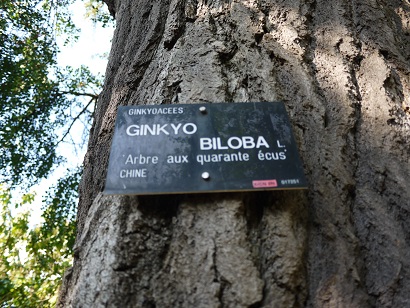 GINKYOACEES
GINKYO
BILOBA L.
"Arbre aux quarante écus"
CHINE